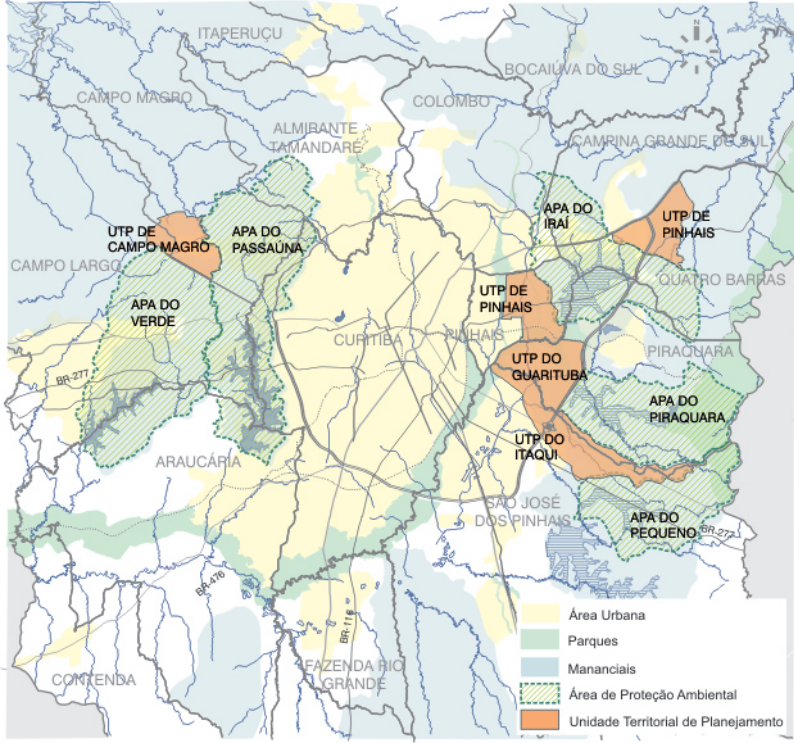 ITAPERUÇU
N
BOCAIÚVA DO SUL
CAMPO MAGRO
COLOMBO
ALMIRANTE
TAMANDARÉ
CAMPINA GRANDE DO SUL
UTP DE
CAMPO MAGRO
APA DO
PASSAÚNA
APA DO
IRAÍ
UTP DE
PINHAIS
CAMPO LARGO
QUATRO BARRAS
APA DO
VERDE
UTP DE
PINHAIS
CURITIBA
PINHAIS
PIRAQUARA
UTP DO
GUARITUBA
BR-277
APA DO
PIRAQUARA
UTP DO
ITAQUI
ARAUCÁRIA
SÃO JOSÉ
DOS PINHAIS
APA DO
PEQUENO
BR-277
BR-476
BR-116
FAZENDA RIO
GRANDE
CONTENDA
Área Urbana
Parques
Mananciais
Área de Proteção Ambiental
Unidade Territorial de Planejamento